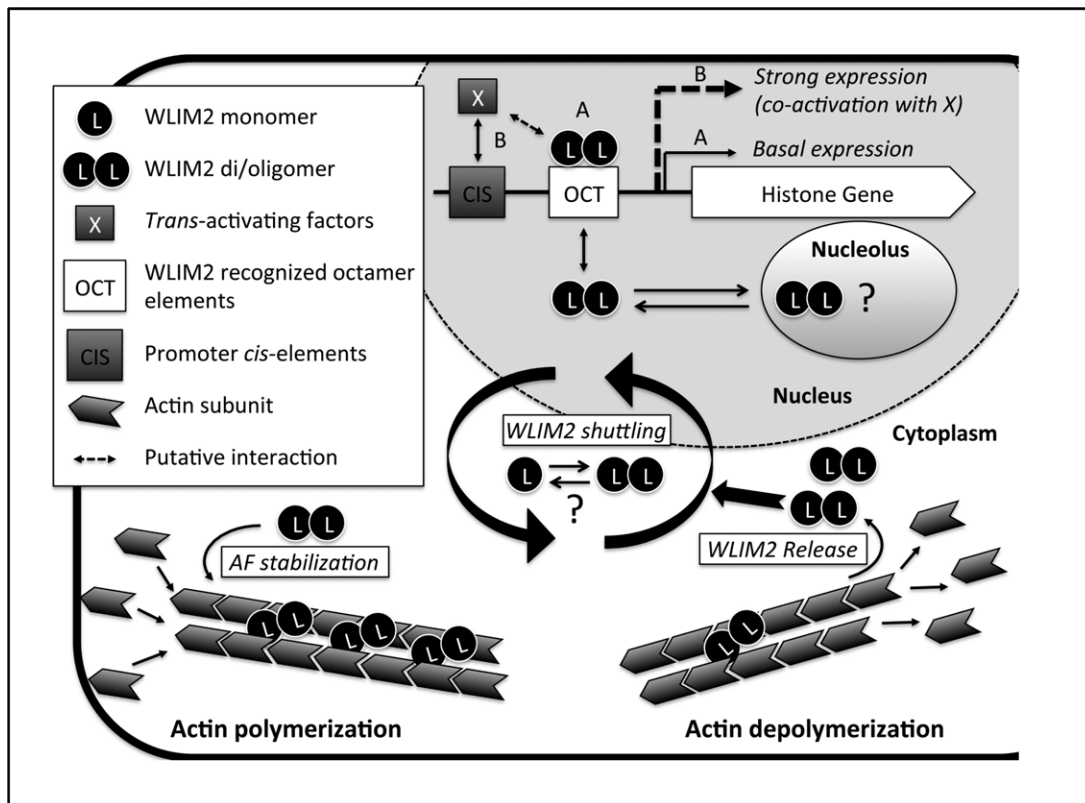 L
WLIM2 monomer
L L
WLIM2 di/oligomer
X
Trans-activating factors
OCT
WLIM2 recognized octamer
elements
CIS
Promoter cis-elements
Actin subunit
Putative interaction
X
B
A
L L
CIS
OCT
B
Strong expression
(co-activation with X)
A
Basal expression
Histone Gene
L L
Nucleolus
L L ?
Nucleus
Cytoplasm
WLIM2 shuttling
L
L L
?
L L
L L
WLIM2 Release
L L
AF stabilization
L L
L L
L L
L L
Actin polymerization
Actin depolymerization